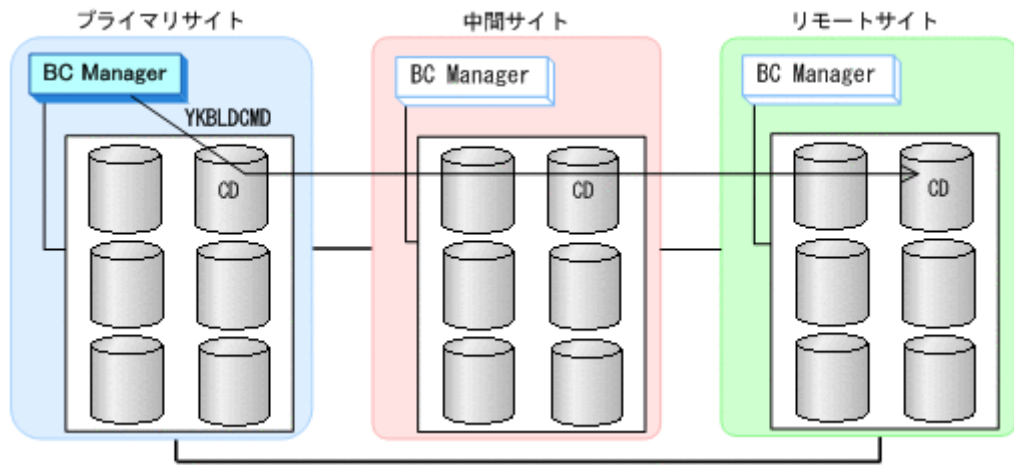 プライマリサイト
中間サイト
リモートサイト
BC Manager
BC Manager
BC Manager
YKBLDCMD
CD
CD
CD